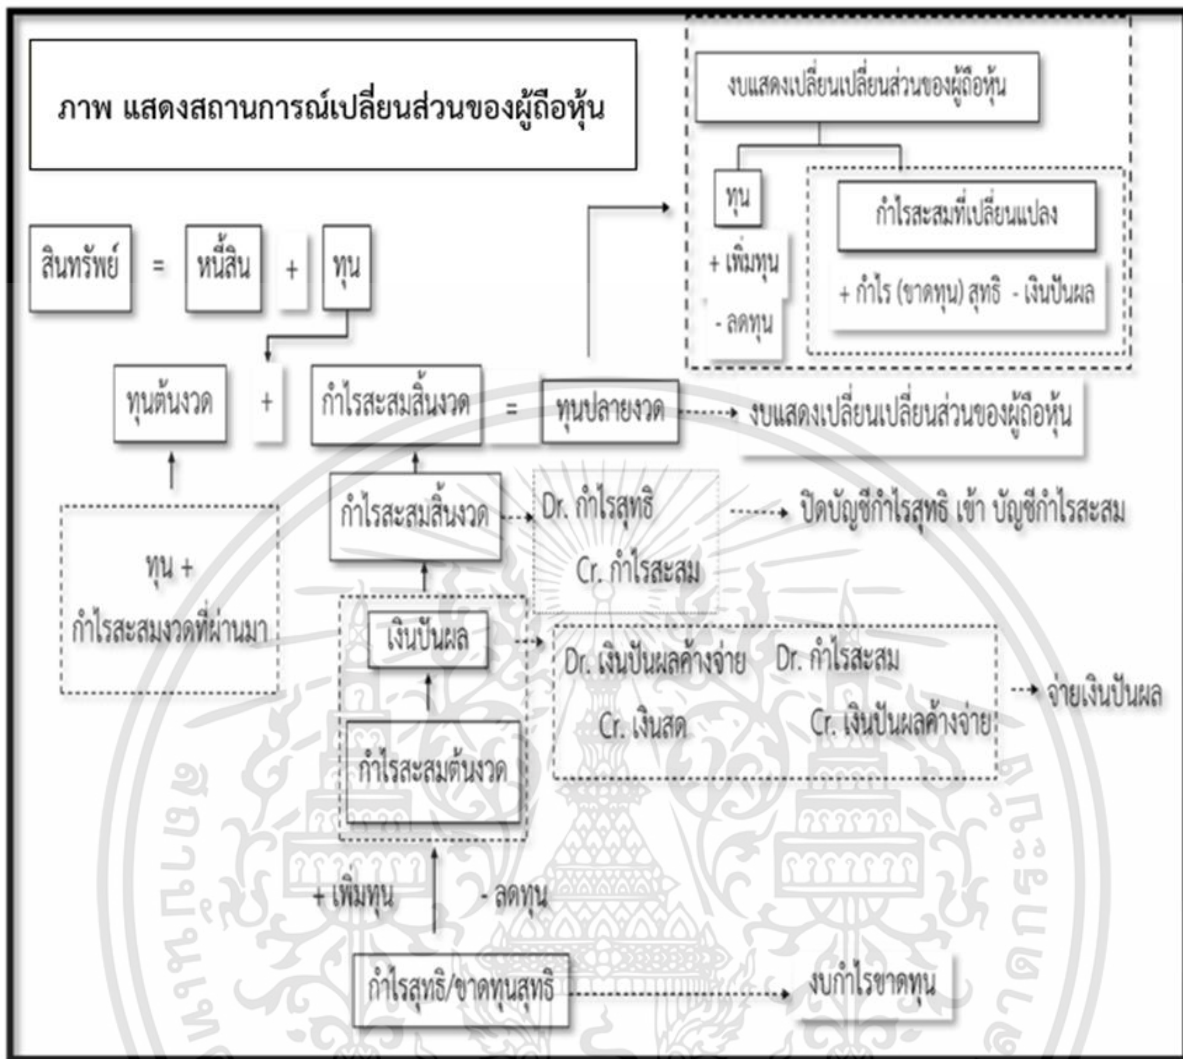 ภาพ แสดงสถานการณ์เปลี่ยนส่วนของผู้ถือหุ้น
งบแสดงเปลี่ยนเปลี่ยนส่วนของผู้ถือหุ้น
ทุน
+ เพิ่มทุน
- ลดทุน
กำไรสะสมที่เปลี่ยนแปลง
+ กำไร (ขาดทุน) สุทธิ - เงินปันผล
สินทรัพย์ = หนี้สิน + ทุน
ทุนต้นงวด + กำไรสะสมสิ้นงวด = ทุนปลายงวด งบแสดงเปลี่ยนเปลี่ยนส่วนของผู้ถือหุ้น
ทุน +
กำไรสะสมงวดที่ผ่านมา
กำไรสะสมสิ้นงวด
Dr. กำไรสุทธิ
Cr. กำไรสะสม
ปิดบัญชีกำไรสุทธิ เข้า บัญชีกำไรสะสม
เงินปันผล
Dr. เงินปันผลค้างจ่าย Dr. กำไรสะสม
Cr. เงินสด Cr. เงินปันผลค้างจ่าย
จ่ายเงินปันผล
กำไรสะสมต้นงวด
+ เพิ่มทุน - ลดทุน
กำไรสุทธิ/ขาดทุนสุทธิ งบกำไรขาดทุน